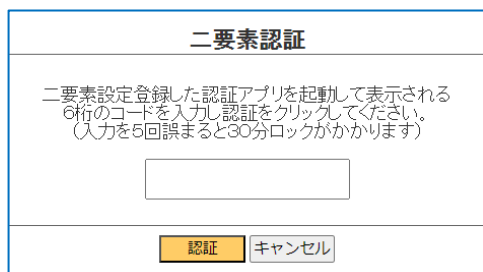 二要素認証
二要素設定登録した認証アプリを起動して表示される
6桁のコードを入力し認証をクリックしてください。
(入力を5回誤まると30分ロックがかかります)
認証 キャンセル